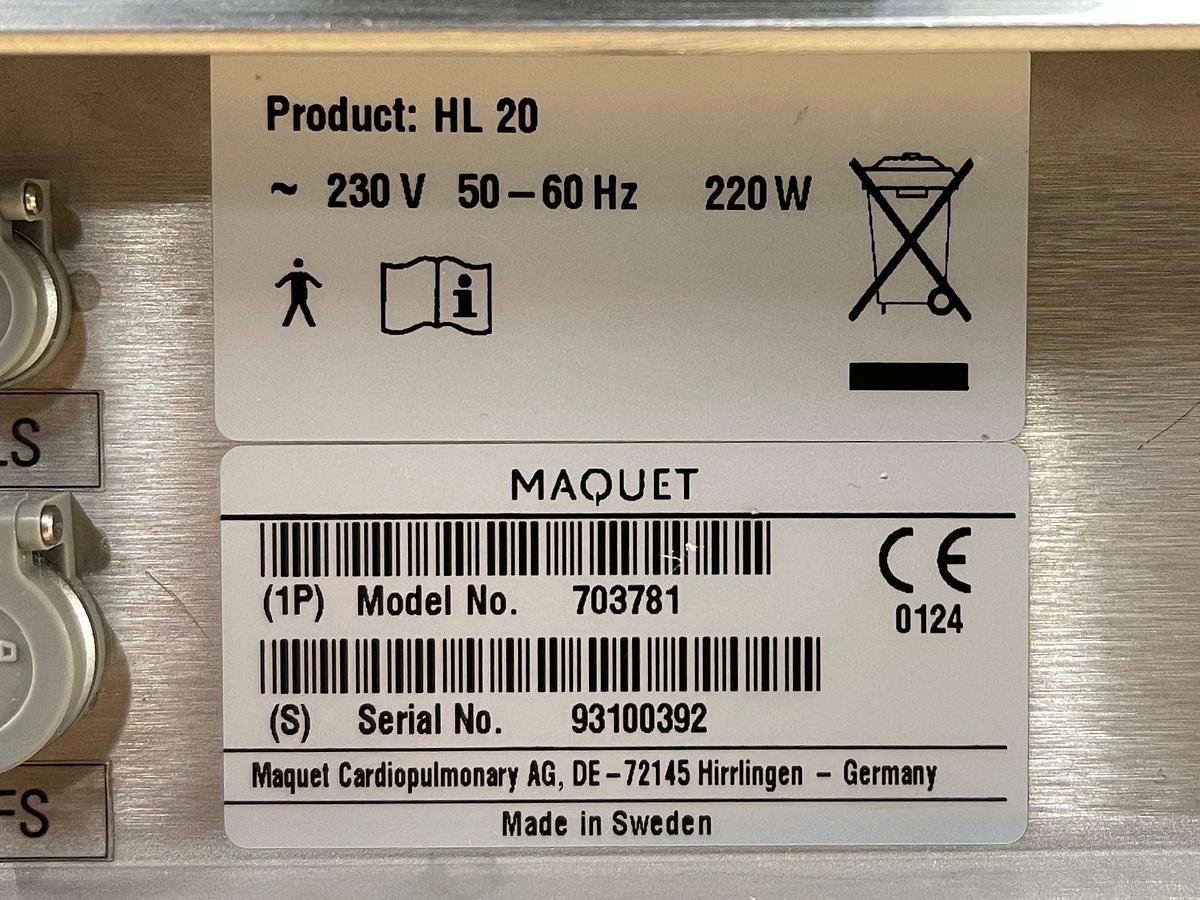 Product: HL 20
~ 230 V 50–60 Hz 220 W
MAQUET
(1P) Model No. 703781
CE
0124
(S) Serial No. 93100392
Maquet Cardiopulmonary AG, DE–72145 Hirrlingen – Germany
Made in Sweden
LS
FS